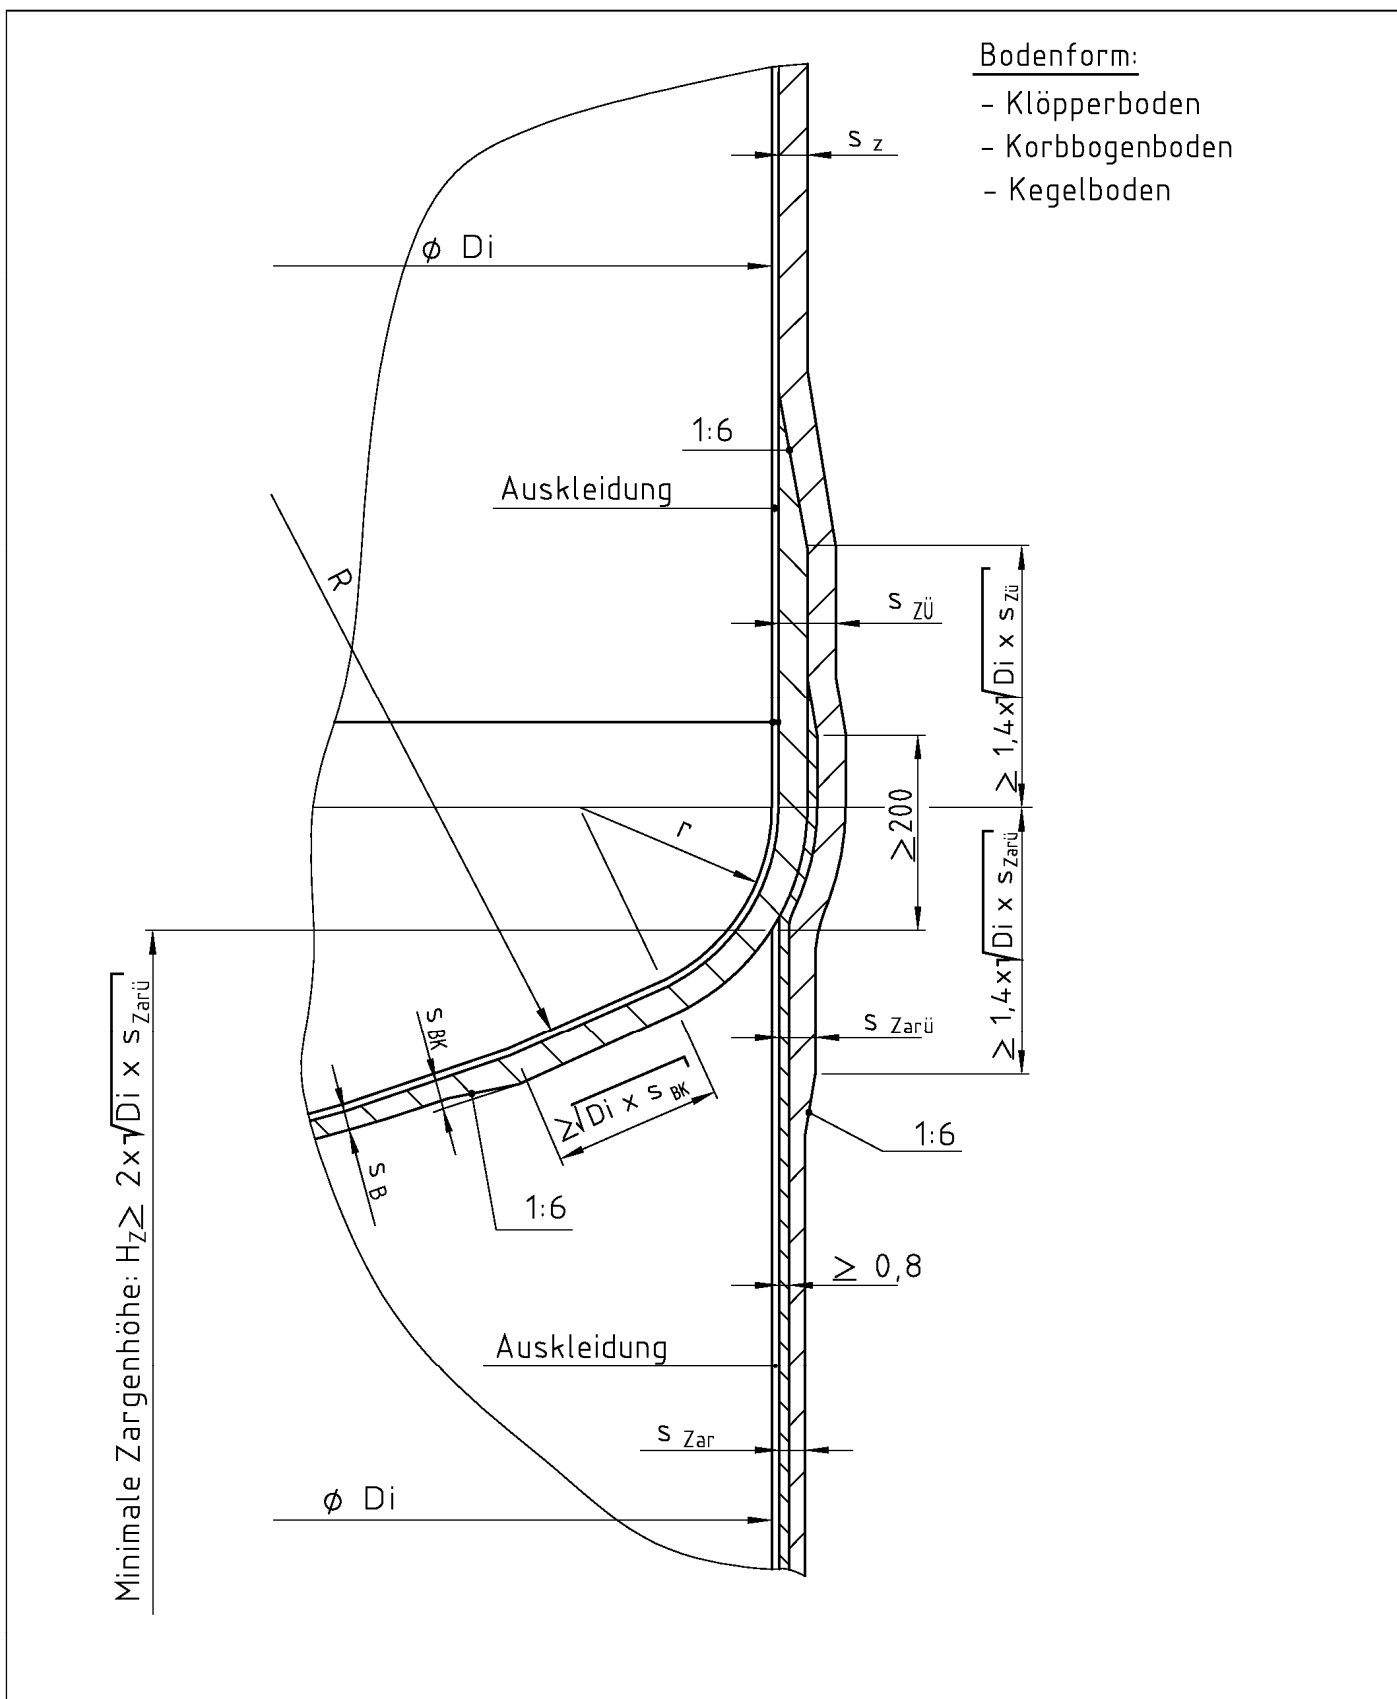 Bodenform:
- Klöpperboden
- Korbbogenboden
- Kegelboden
s z
ø Di
1:6
Auskleidung
R
s ZÜ
≥ 1,4x√Di x s Zü
≥200
r
≥ 1,4x√Di x s Zarü
s Zarü
s BK
≥√Di x s BK
s B
1:6
1:6
Minimale Zargenhöhe: Hz ≥ 2x√Di x s Zarü
≥ 0,8
Auskleidung
s Zar
ø Di